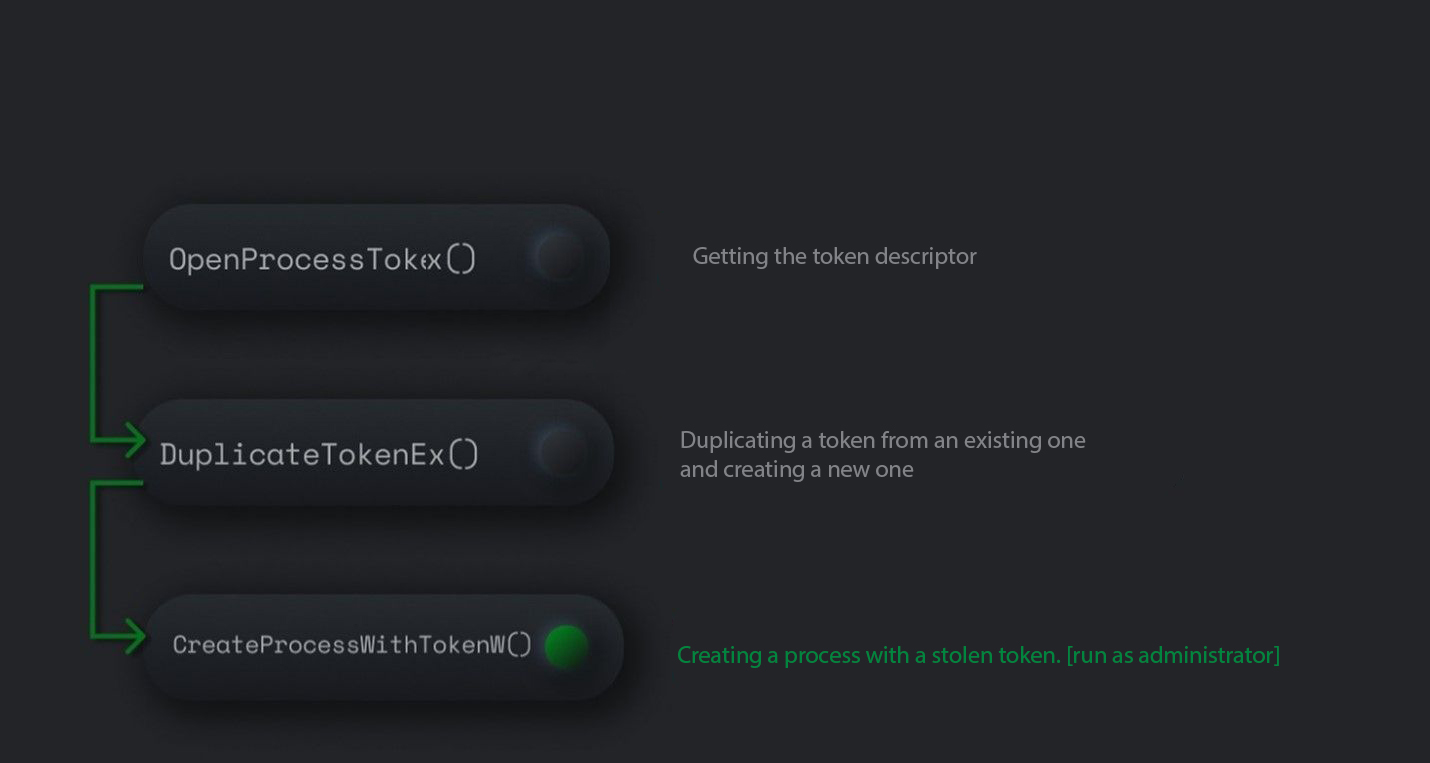 OpenProcessTokex()
Getting the token descriptor
DuplicateTokenEx()
Duplicating a token from an existing one
and creating a new one
CreateProcessWithTokenW()
Creating a process with a stolen token. [run as administrator]